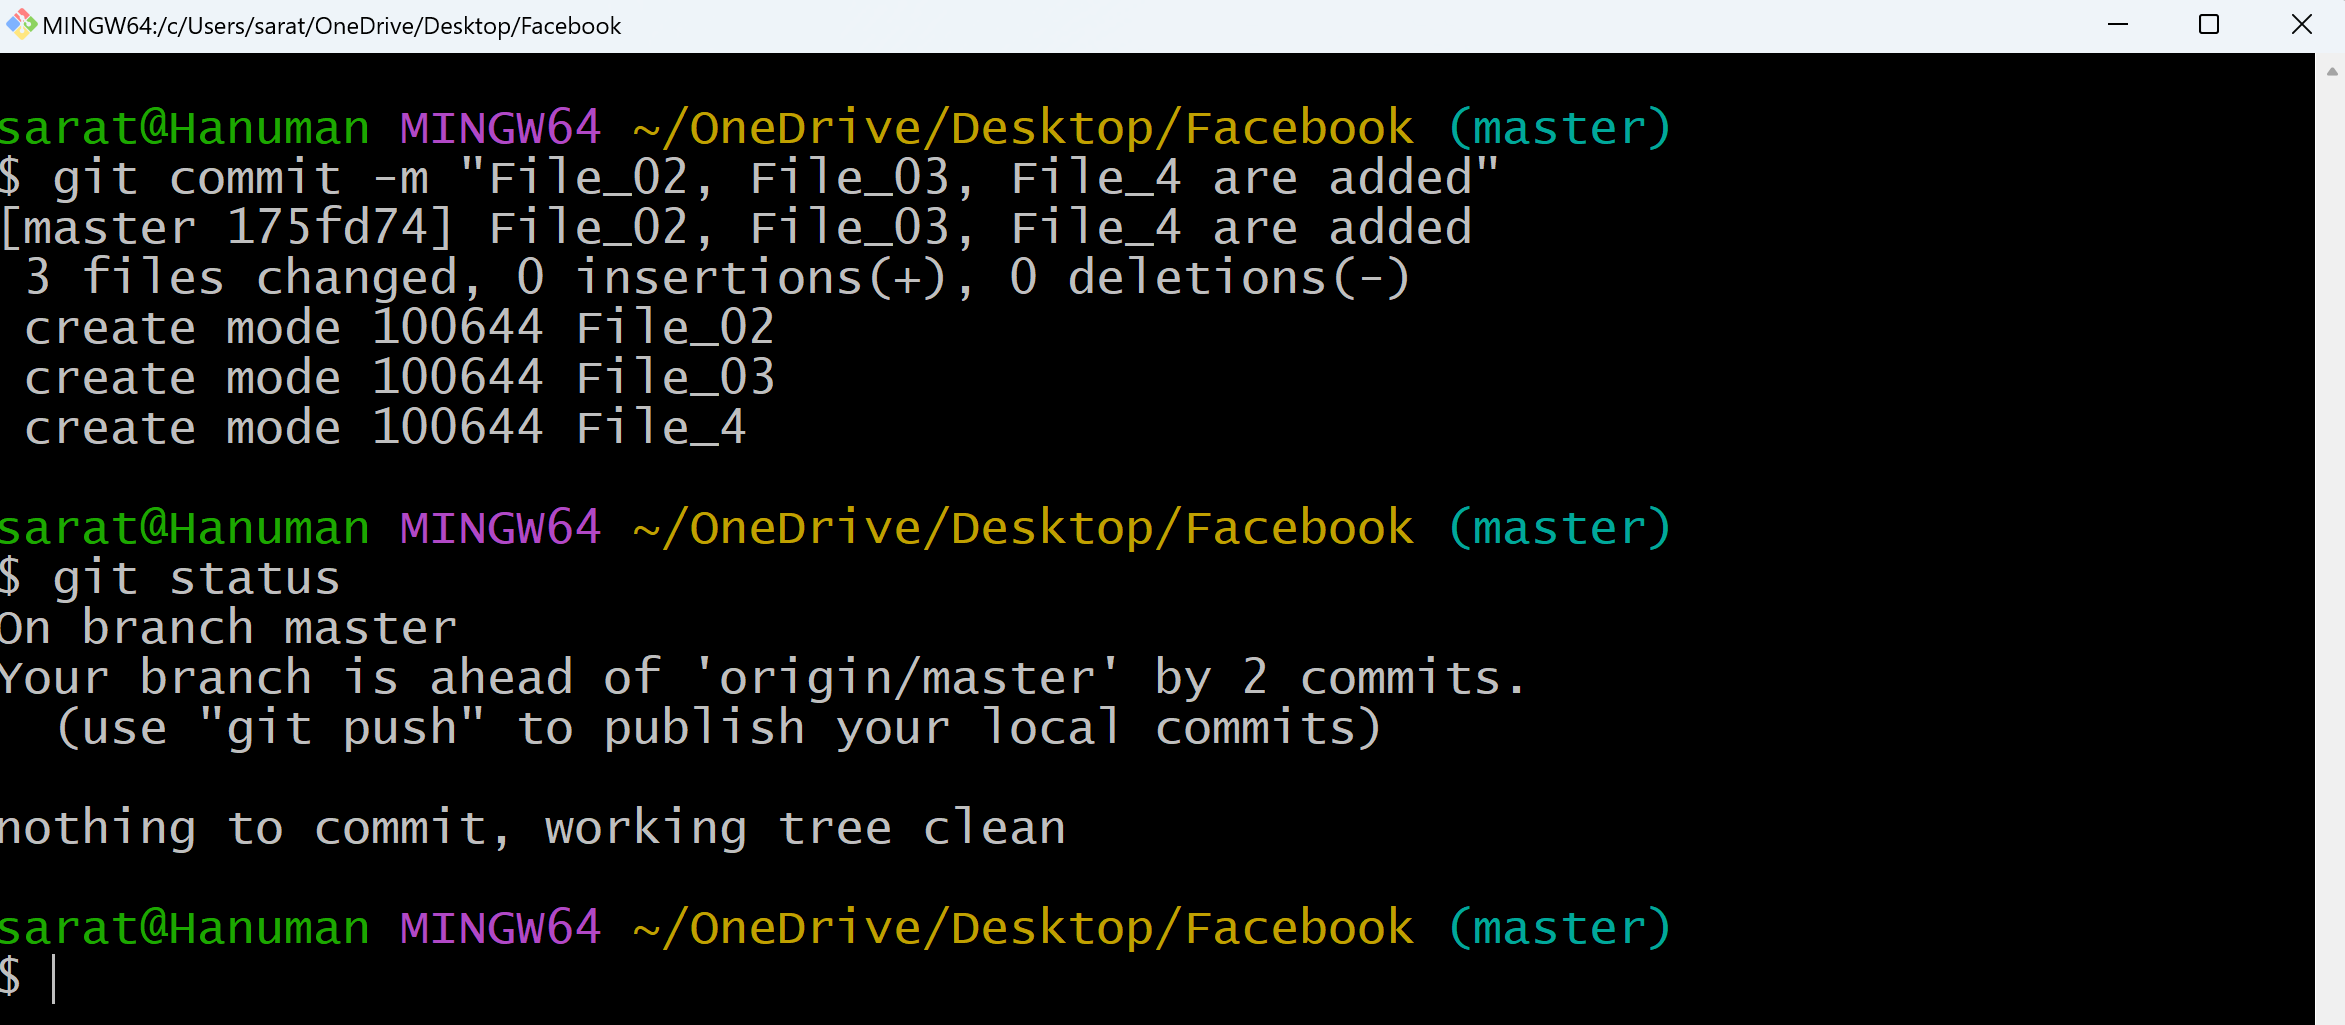 MINGW64:/c/Users/sarat/OneDrive/Desktop/Facebook
sarat@Hanuman MINGW64 ~/OneDrive/Desktop/Facebook (master)
$ git commit -m "File_02, File_03, File_4 are added"
[master 175fd74] File_02, File_03, File_4 are added
 3 files changed, 0 insertions(+), 0 deletions(-)
 create mode 100644 File_02
 create mode 100644 File_03
 create mode 100644 File_4
sarat@Hanuman MINGW64 ~/OneDrive/Desktop/Facebook (master)
$ git status
On branch master
Your branch is ahead of 'origin/master' by 2 commits.
  (use "git push" to publish your local commits)
nothing to commit, working tree clean
sarat@Hanuman MINGW64 ~/OneDrive/Desktop/Facebook (master)
$